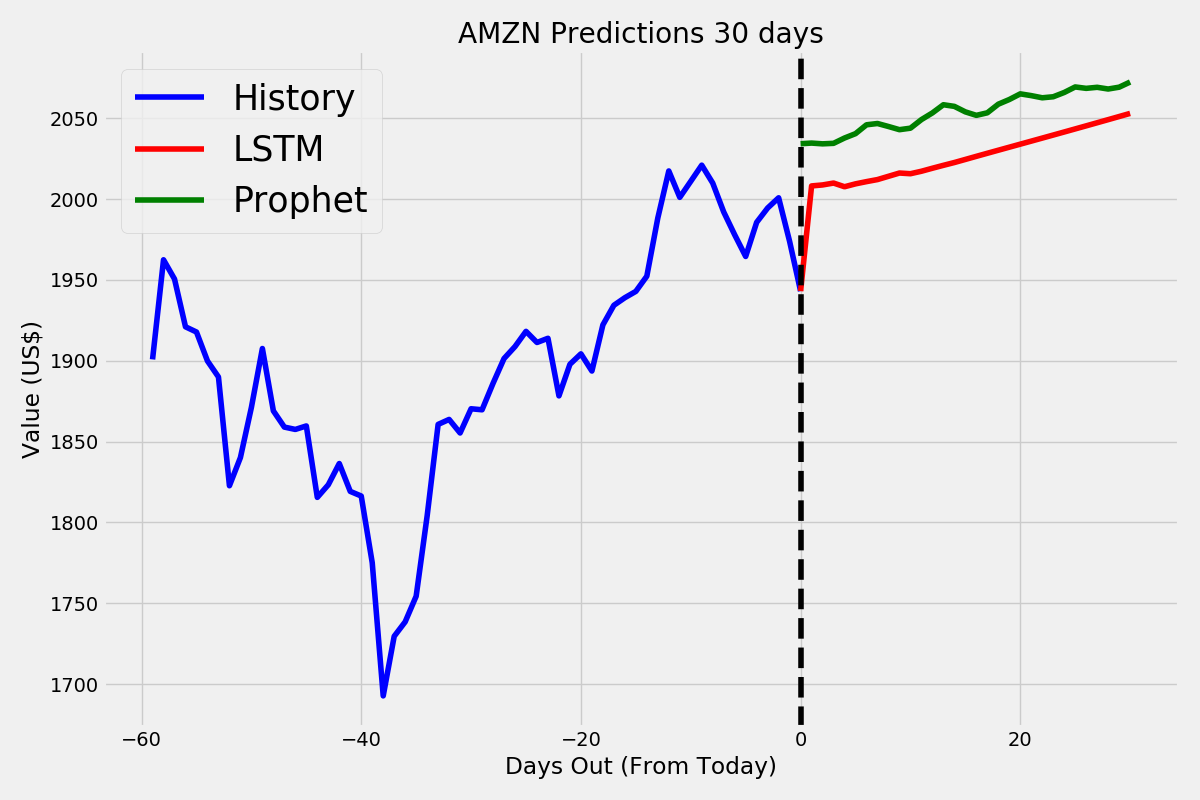 AMZN Predictions 30 days
History
LSTM
Prophet
Value (US$)
2050
2000
1950
1900
1850
1800
1750
1700
−60
−40
−20
0
20
Days Out (From Today)